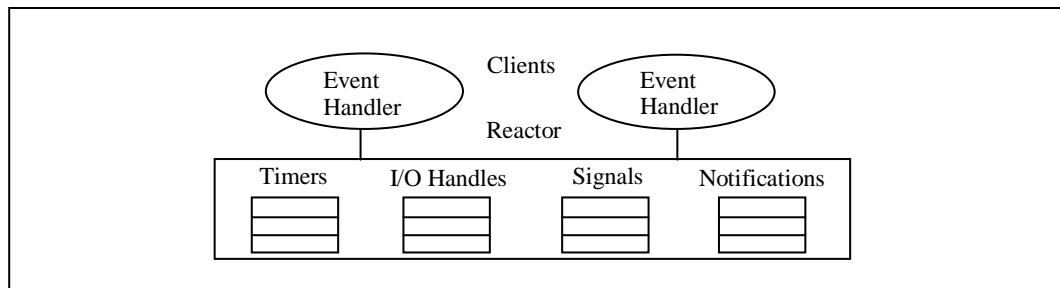 Clients
Event
Handler
Event
Handler
Reactor
Timers
I/O Handles
Signals
Notifications